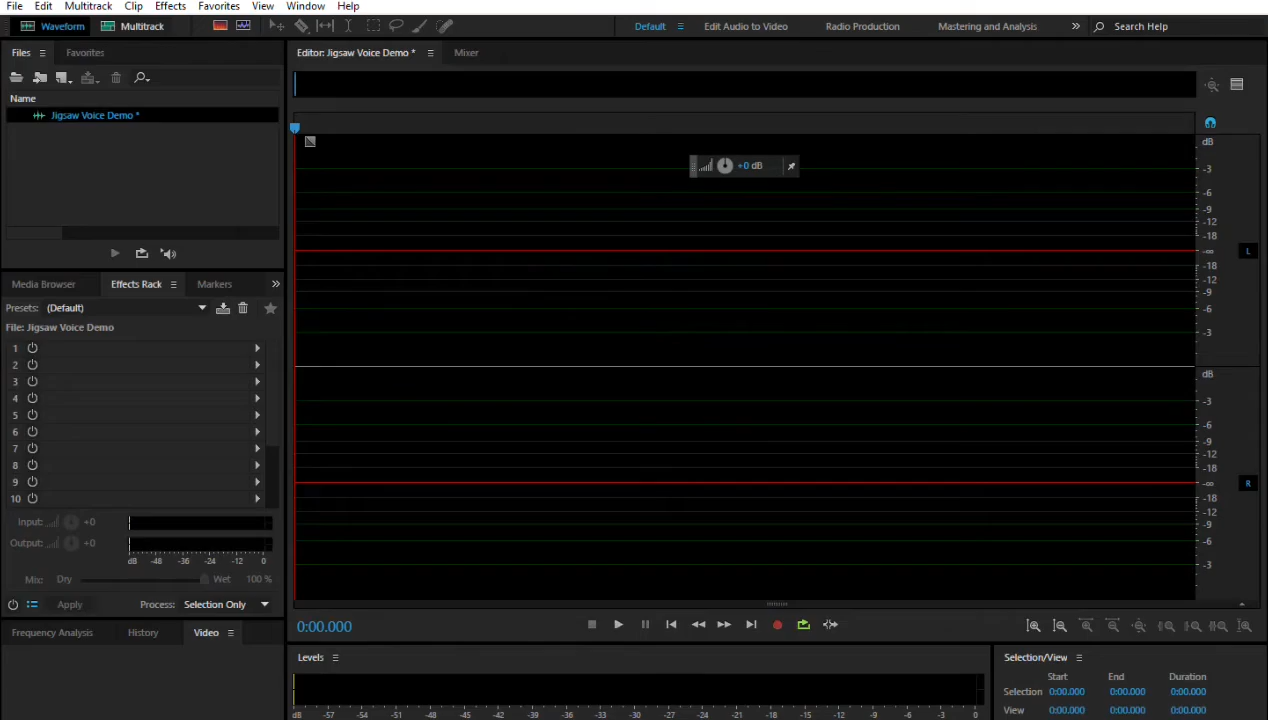 File Edit Multitrack Clip Effects Favorites View Window Help
Waveform Multitrack Default Edit Audio to Video Radio Production Mastering and Analysis » Search Help
Files Favorites Editor: Jigsaw Voice Demo * Mixer
Name
Jigsaw Voice Demo *
+0 dB
dB
-3
-6
-9
-12
-18
-∞
-18
-12
-9
-6
-3
L
dB
-3
-6
-9
-12
-18
-∞
-18
-12
-9
-6
-3
R
Media Browser Effects Rack Markers »
Presets: (Default)
File: Jigsaw Voice Demo
1
2
3
4
5
6
7
8
9
10
Input: +0
Output: +0
dB -48 -36 -24 -12 0
Mix: Dry Wet 100 %
Apply Process: Selection Only
0:00.000
Frequency Analysis History Video
Levels
dB -57 -54 -51 -48 -45 -42 -39 -36 -33 -30 -27 -24 -21 -18 -15 -12 -9 -6 -3 0
Selection/View
Start End Duration
Selection 0:00.000 0:00.000 0:00.000
View 0:00.000 0:00.000 0:00.000